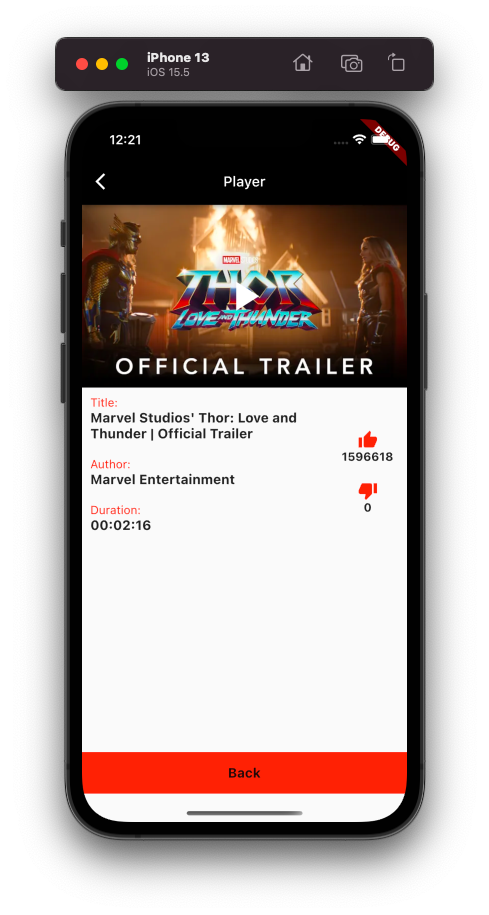 iPhone 13
iOS 15.5
12:21
DEBUG
Player
MARVEL
THOR
LOVE AND THUNDER
OFFICIAL TRAILER
Title:
Marvel Studios' Thor: Love and
Thunder | Official Trailer
1596618
Author:
Marvel Entertainment
0
Duration:
00:02:16
Back